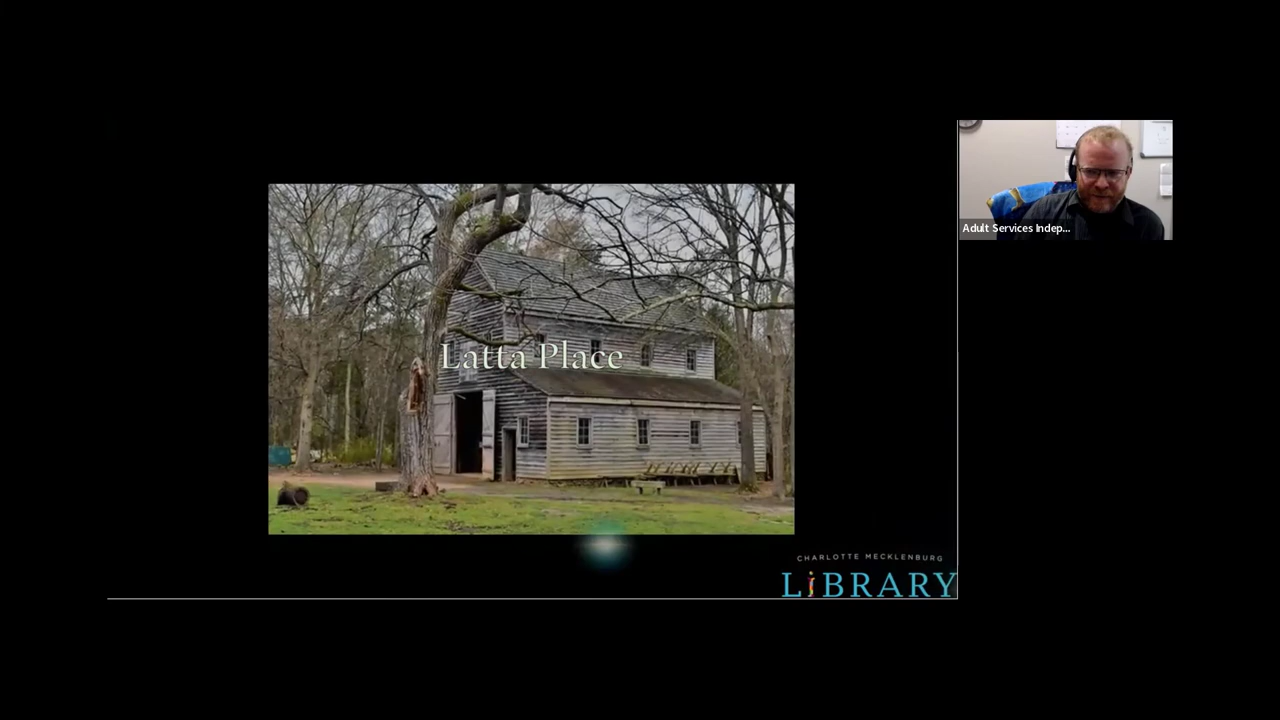 Adult Services Indep...
Latta Place
CHARLOTTE MECKLENBURG
LiBRARY